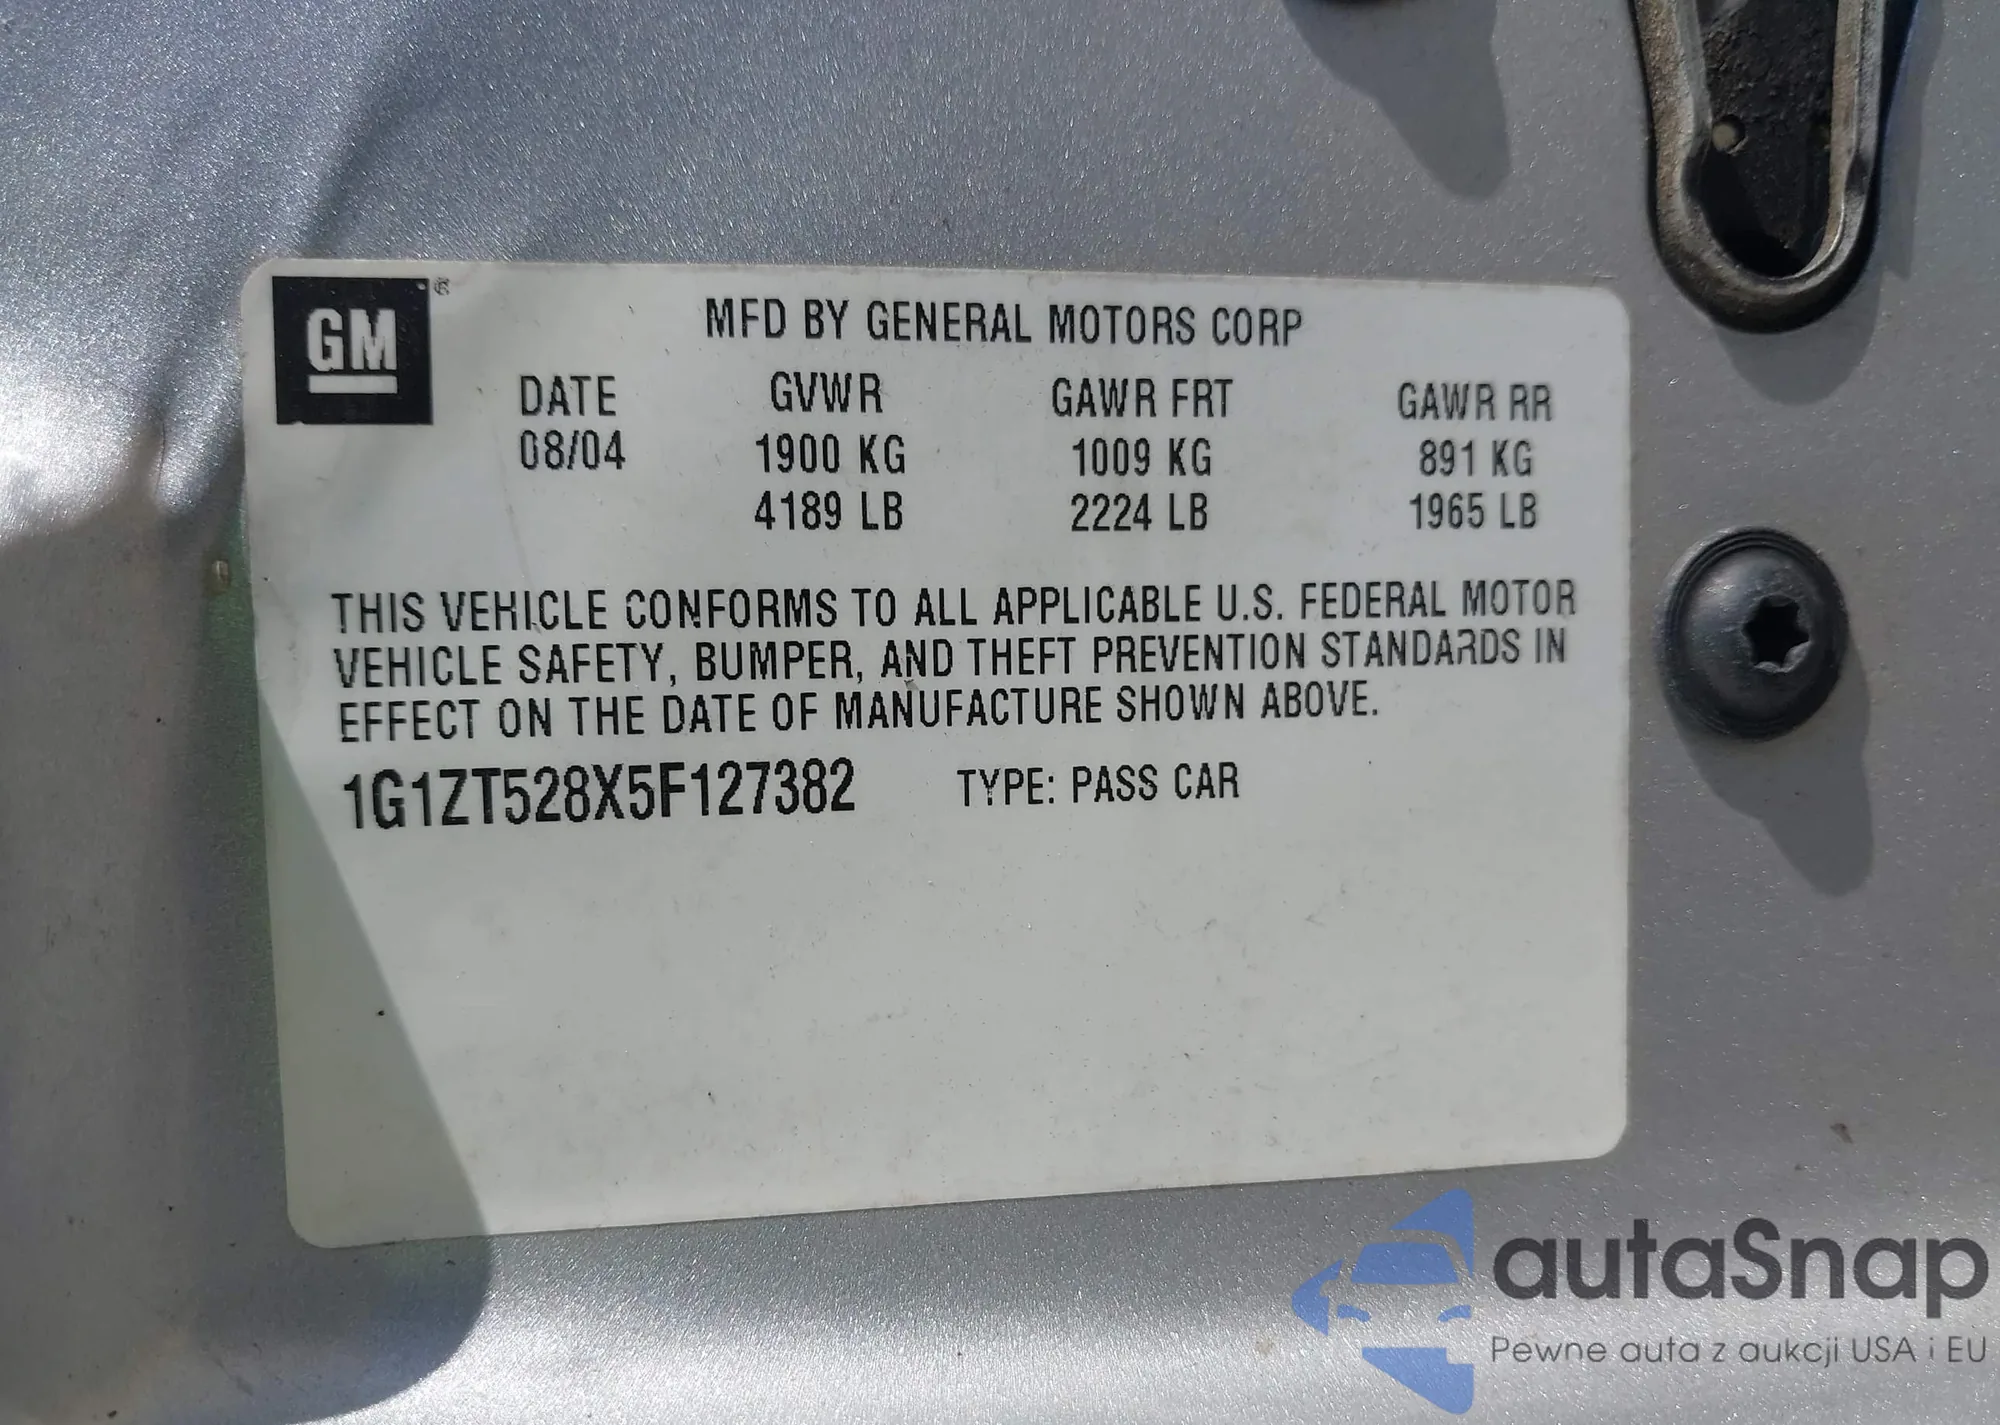 GM
MFD BY GENERAL MOTORS CORP
DATE GVWR GAWR FRT GAWR RR
08/04 1900 KG 1009 KG 891 KG
4189 LB 2224 LB 1965 LB
THIS VEHICLE CONFORMS TO ALL APPLICABLE U.S. FEDERAL MOTOR
VEHICLE SAFETY, BUMPER, AND THEFT PREVENTION STANDARDS IN
EFFECT ON THE DATE OF MANUFACTURE SHOWN ABOVE.
1G1ZT528X5F127382 TYPE: PASS CAR
autaSnap
Pewne auta z aukcji USA i EU